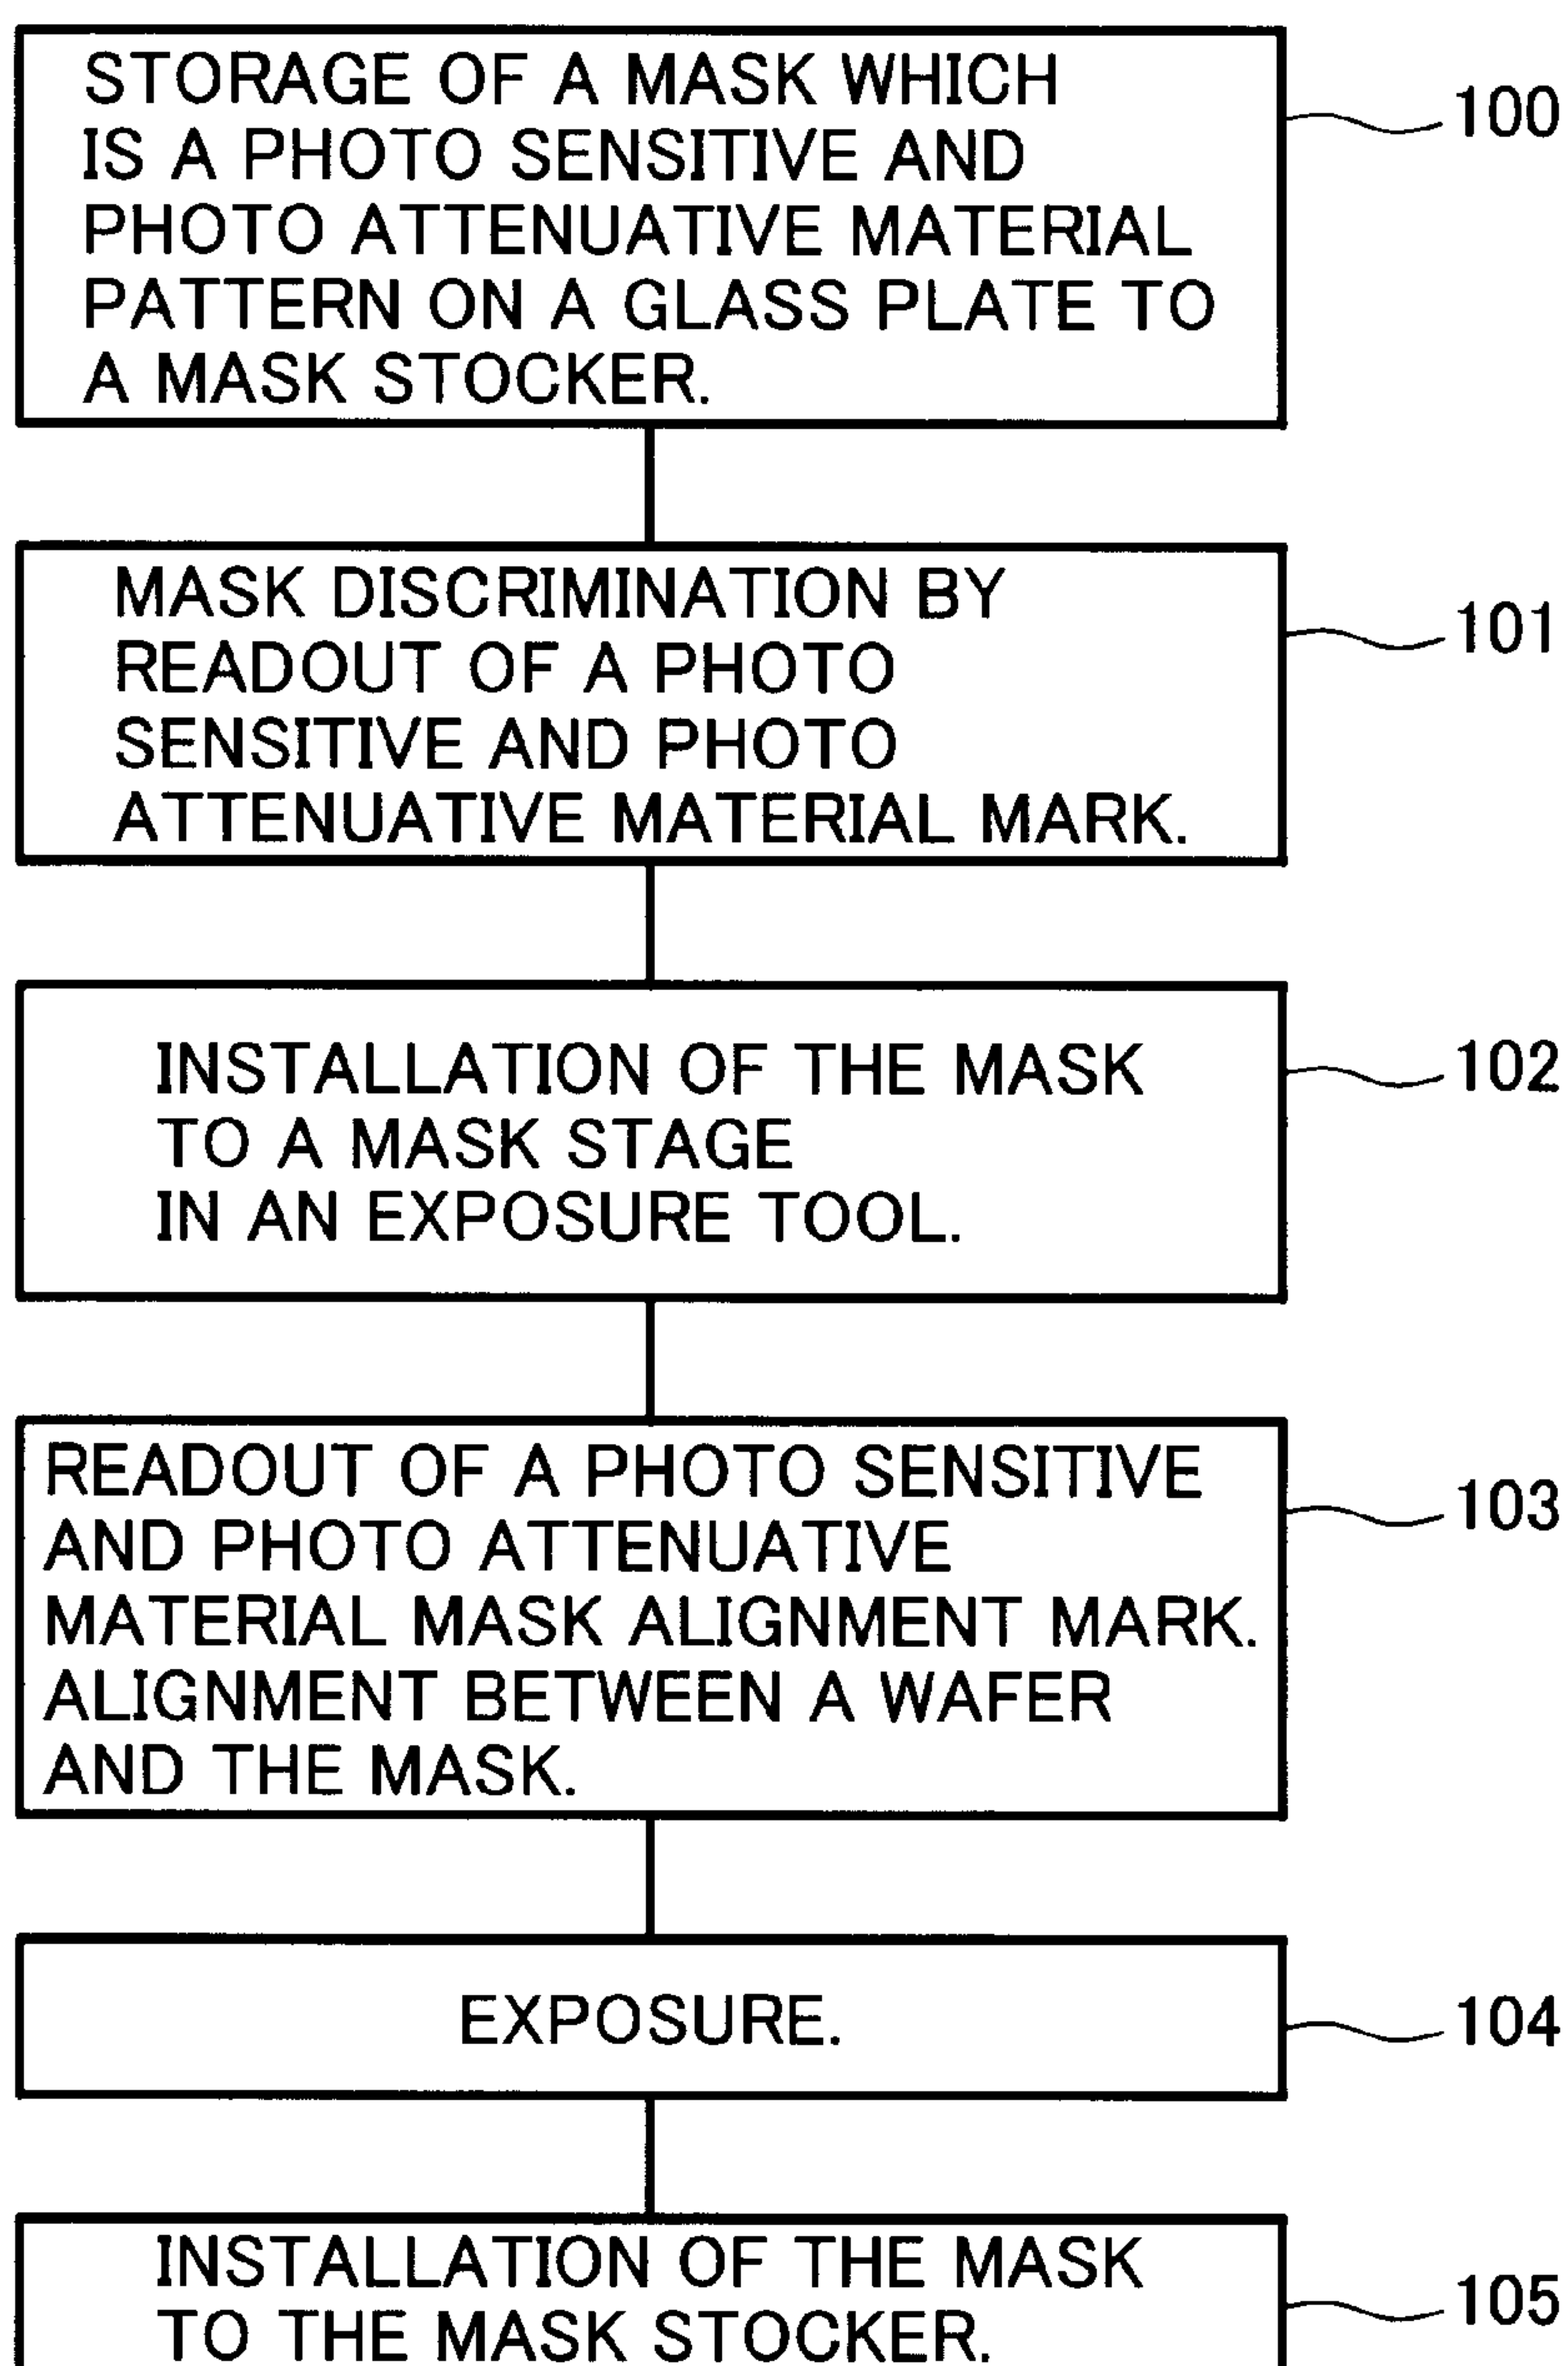 STORAGE OF A MASK WHICH
IS A PHOTO SENSITIVE AND
PHOTO ATTENUATIVE MATERIAL
PATTERN ON A GLASS PLATE TO
A MASK STOCKER.
100
MASK DISCRIMINATION BY
READOUT OF A PHOTO
SENSITIVE AND PHOTO
ATTENUATIVE MATERIAL MARK.
101
INSTALLATION OF THE MASK
TO A MASK STAGE
IN AN EXPOSURE TOOL.
102
READOUT OF A PHOTO SENSITIVE
AND PHOTO ATTENUATIVE
MATERIAL MASK ALIGNMENT MARK.
ALIGNMENT BETWEEN A WAFER
AND THE MASK.
103
EXPOSURE.
104
INSTALLATION OF THE MASK
TO THE MASK STOCKER.
105